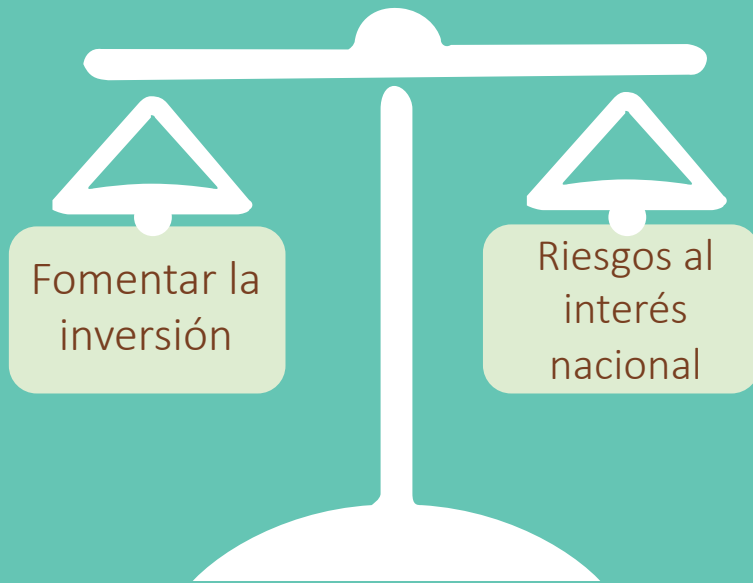 Fomentar la
inversión
Riesgos al
interés
nacional